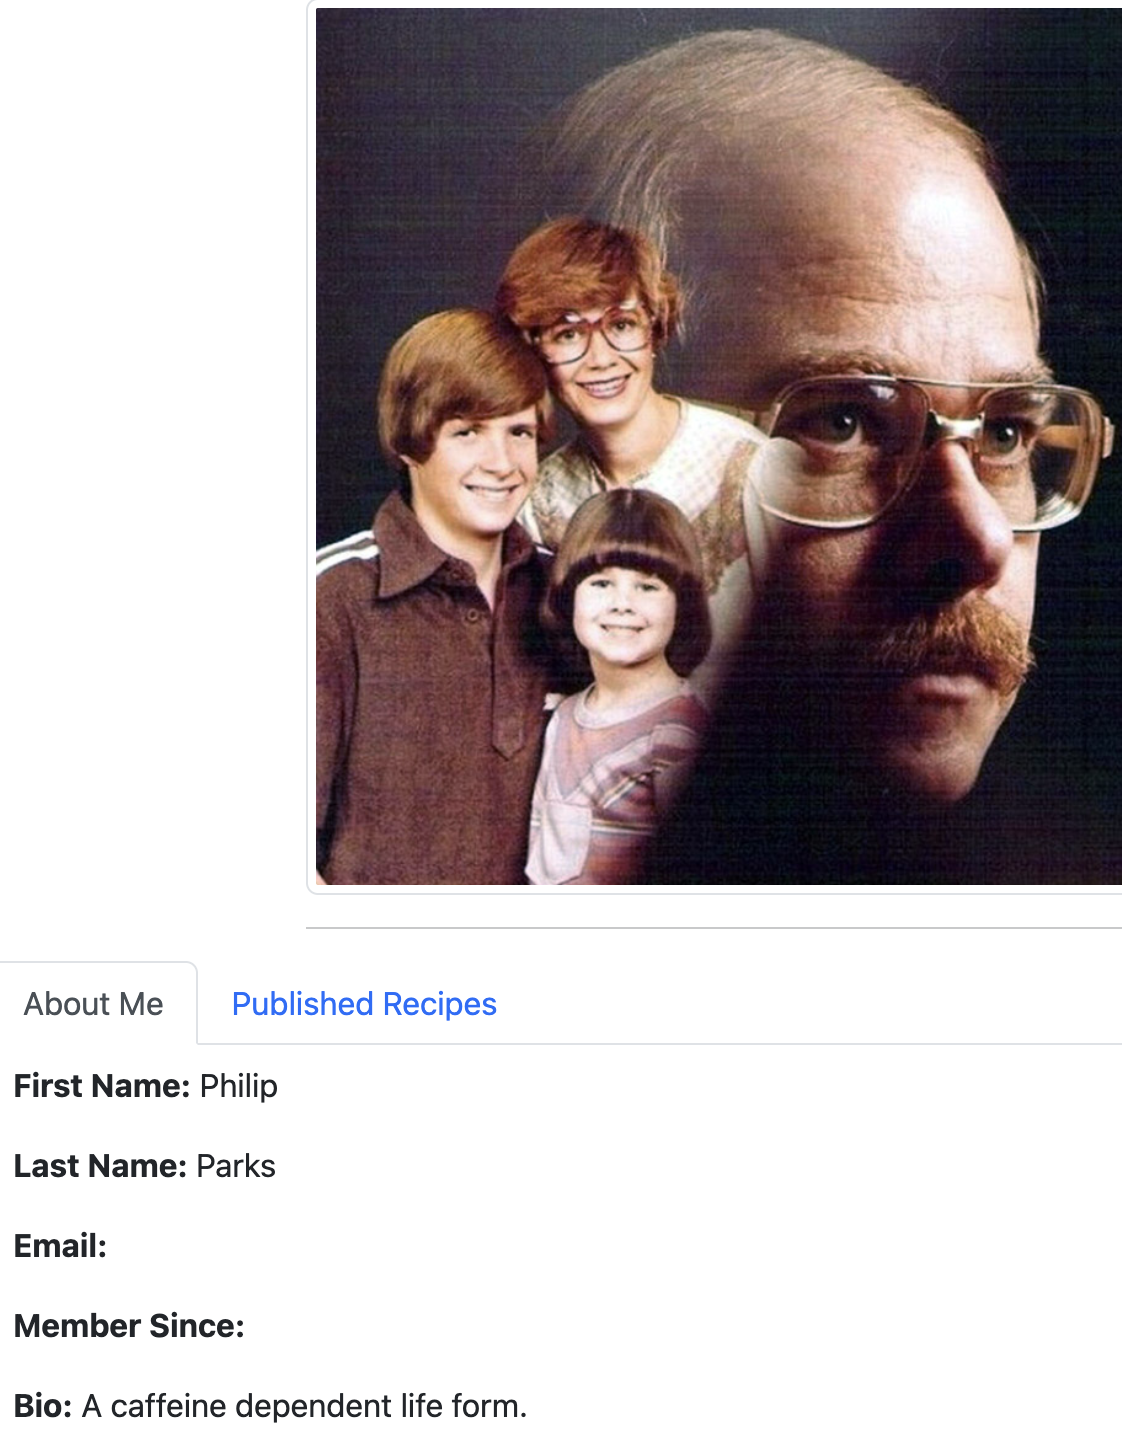 About Me
Published Recipes
First Name: Philip
Last Name: Parks
Email:
Member Since:
Bio: A caffeine dependent life form.